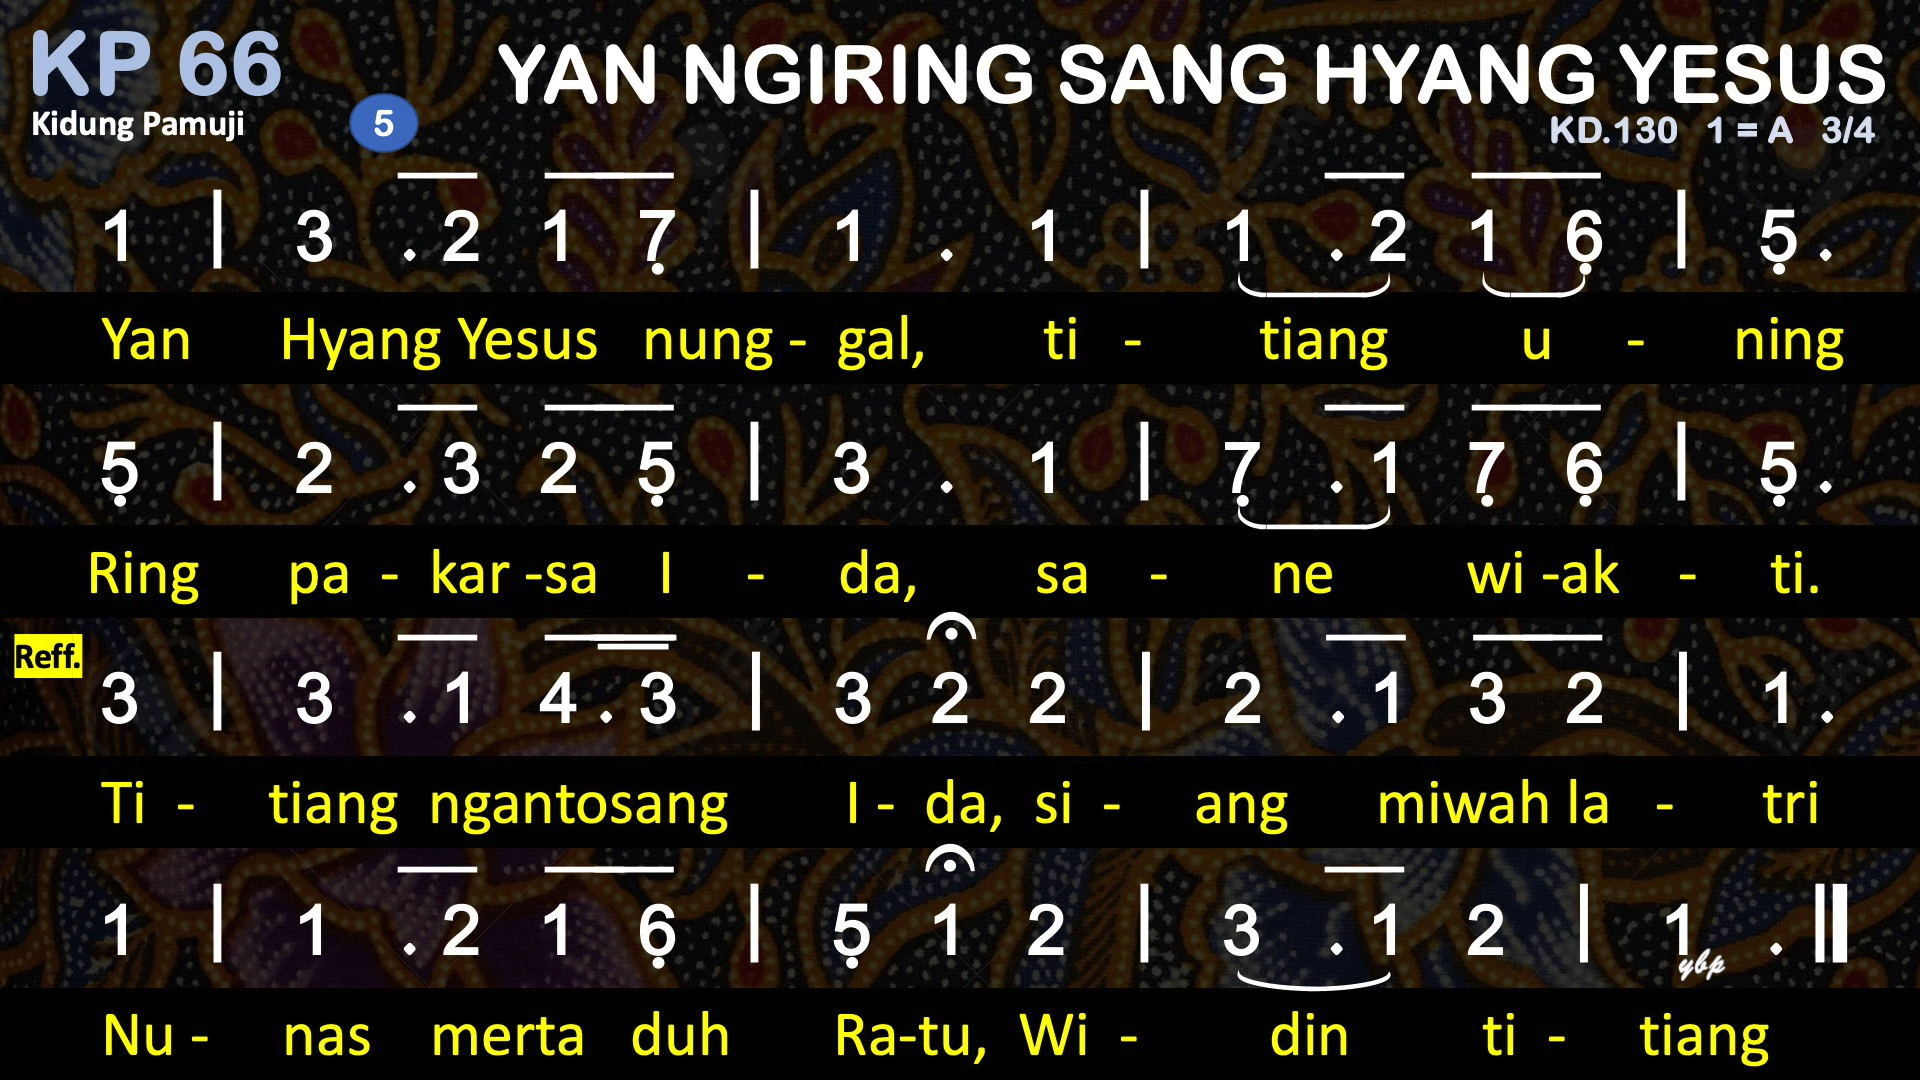 KP 66
Kidung Pamuji
5
YAN NGIRING SANG HYANG YESUS
KD.130 1 = A 3/4
1 | 3 . 2 1 7̣ | 1 . 1 | 1 . 2 1 6̣ | 5̣ .
Yan Hyang Yesus nung - gal, ti - tiang u - ning
5̣ | 2 . 3 2 5̣ | 3 . 1 | 7̣ . 1 7̣ 6̣ | 5̣ .
Ring pa - kar -sa I - da, sa - ne wi -ak - ti.
Reff.
3 | 3 . 1 4 . 3 | 3 2 2 | 2 . 1 3 2 | 1 .
Ti - tiang ngantosang I - da, si - ang miwah la - tri
1 | 1 . 2 1 6̣ | 5̣ 1 2 | 3 . 1 2 | 1 . ||
ybp
Nu - nas merta duh Ra-tu, Wi - din ti - tiang